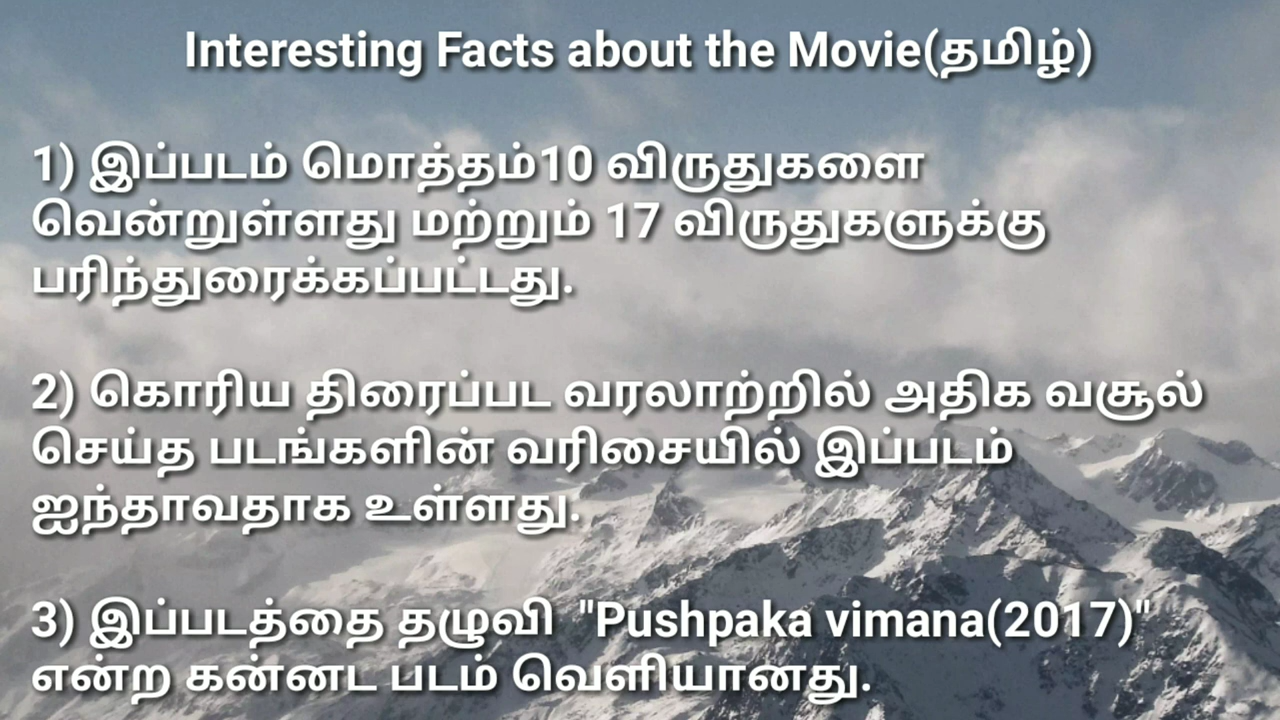 Interesting Facts about the Movie(தமிழ்)
1) இப்படம் மொத்தம்10 விருதுகளை
வென்றுள்ளது மற்றும் 17 விருதுகளுக்கு
பரிந்துரைக்கப்பட்டது.
2) கொரிய திரைப்பட வரலாற்றில் அதிக வசூல்
செய்த படங்களின் வரிசையில் இப்படம்
ஐந்தாவதாக உள்ளது.
3) இப்படத்தை தழுவி "Pushpaka vimana(2017)"
என்ற கன்னட படம் வெளியானது.